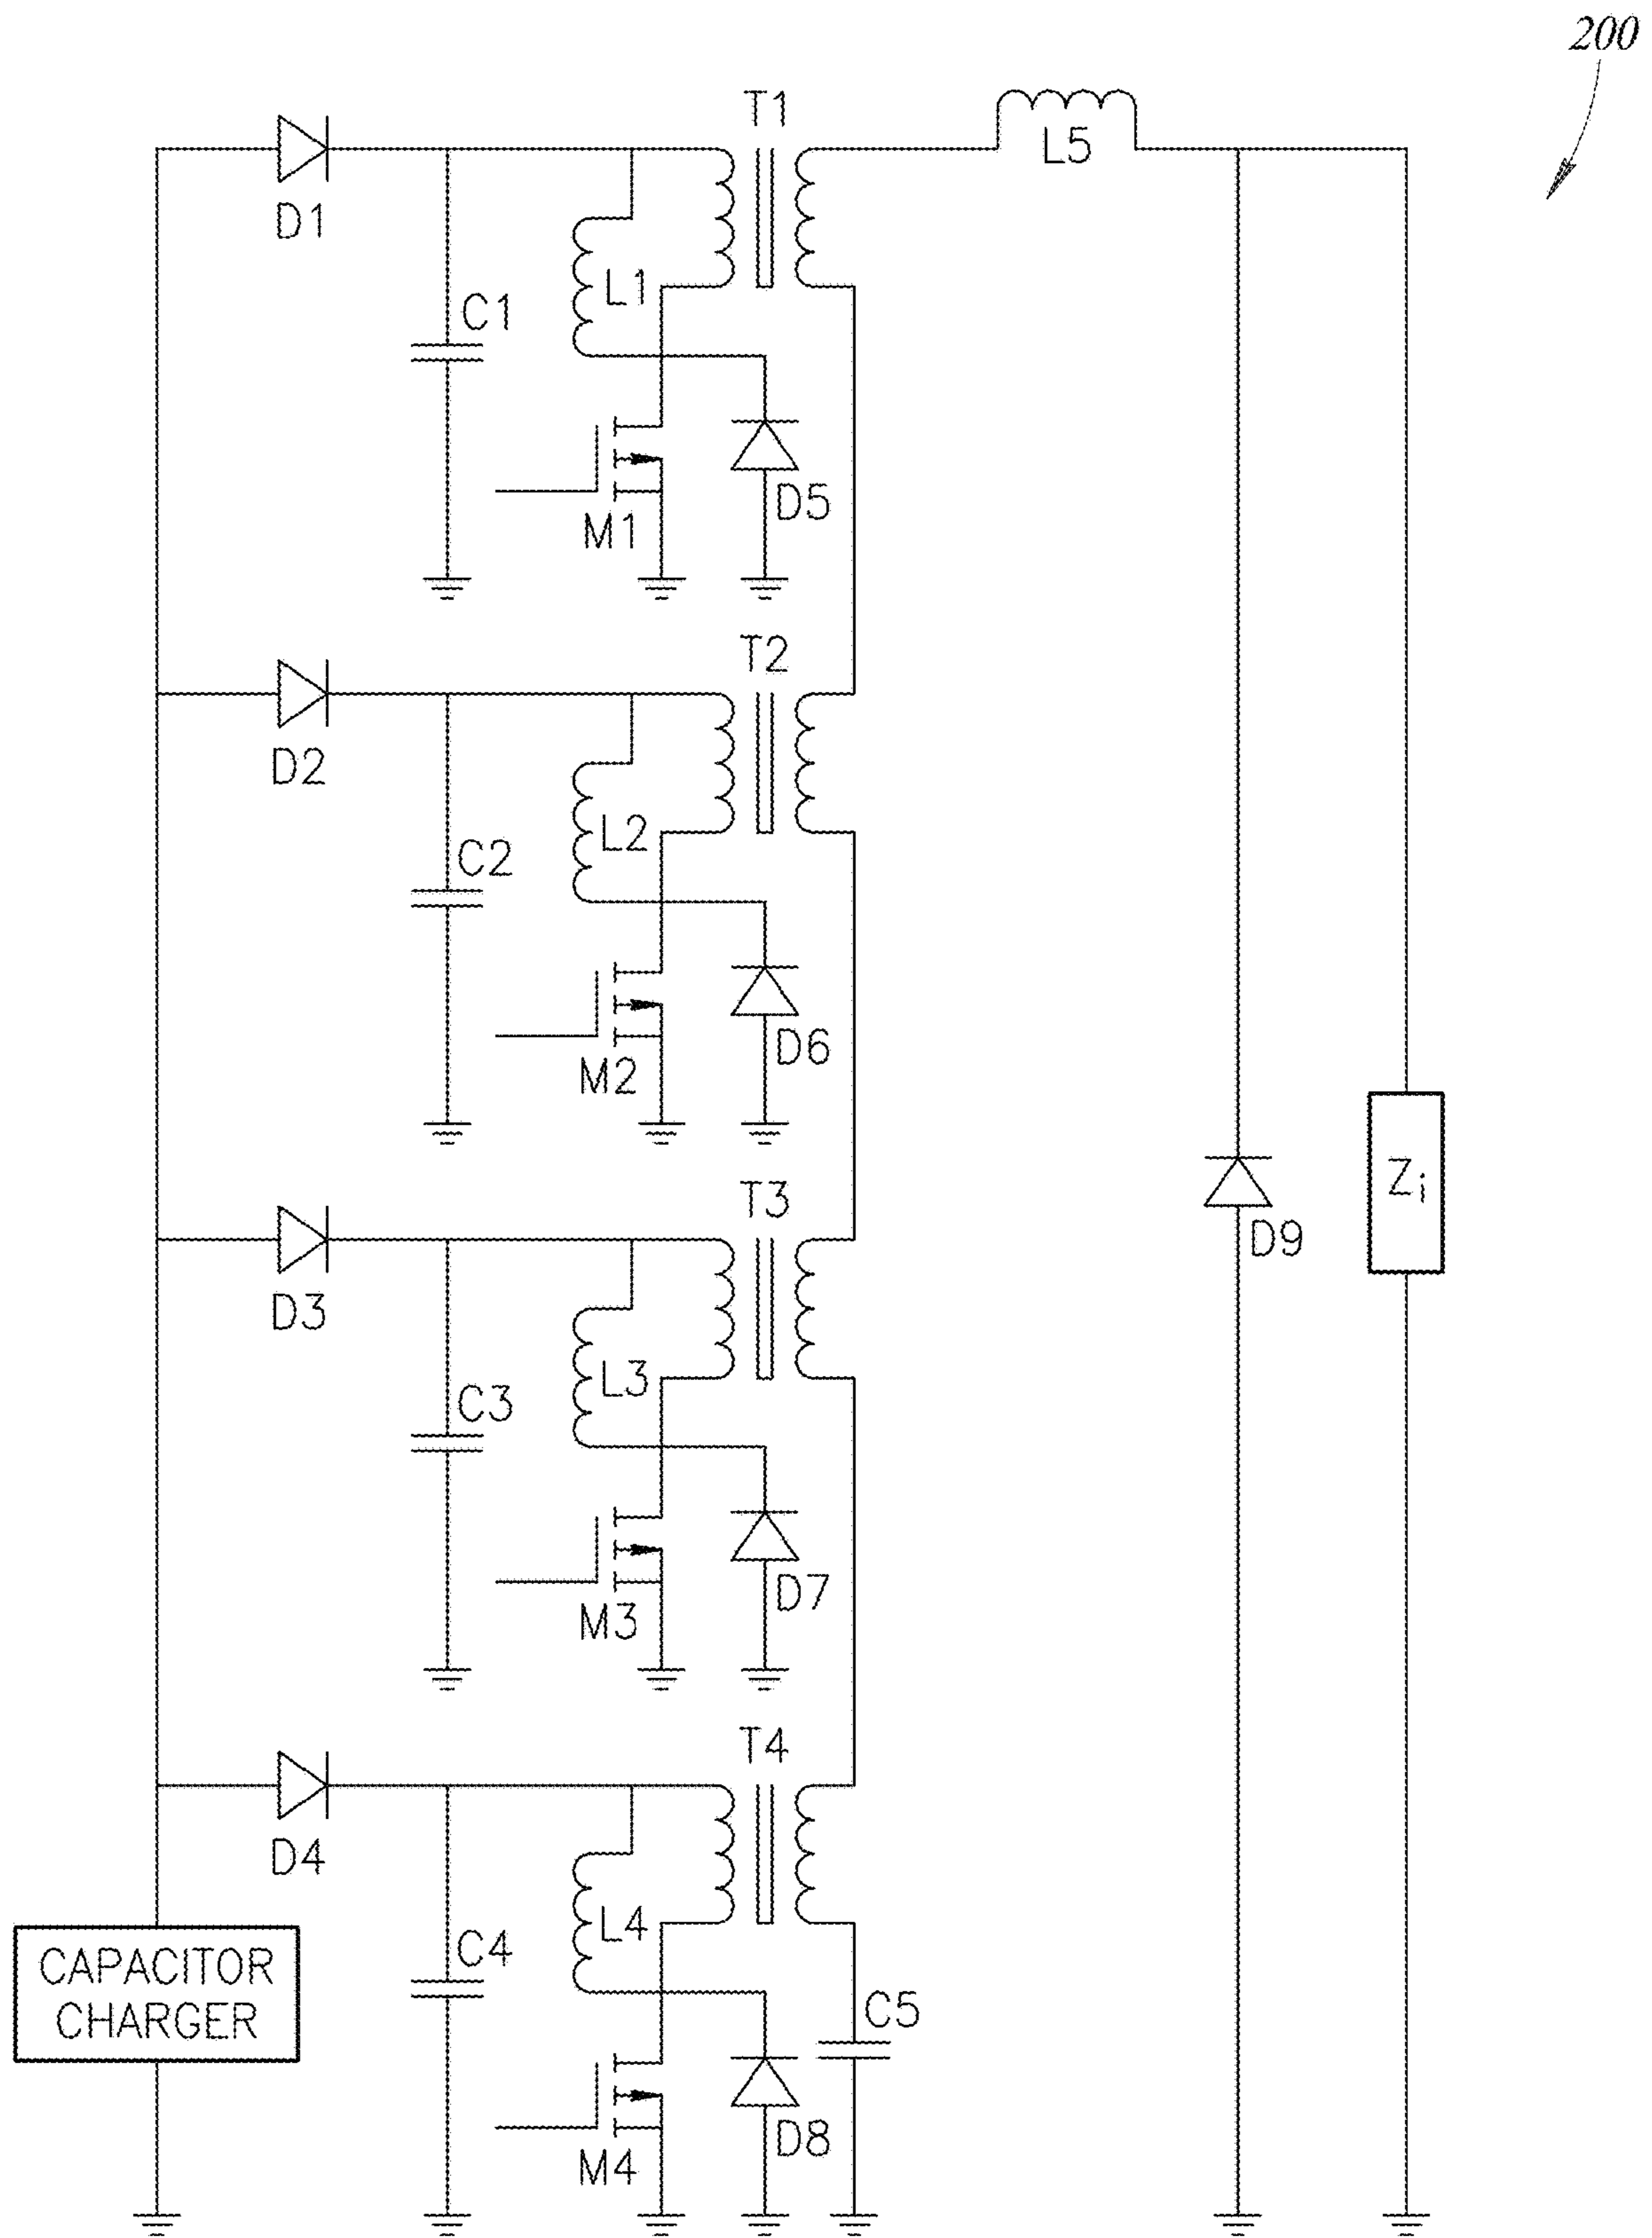 200
T1
L5
D1
L1
C1
D5
M1
T2
D2
L2
C2
D6
M2
T3
Zi
D9
D3
L3
C3
D7
M3
T4
D4
L4
C4
CAPACITOR
CHARGER
C5
D8
M4